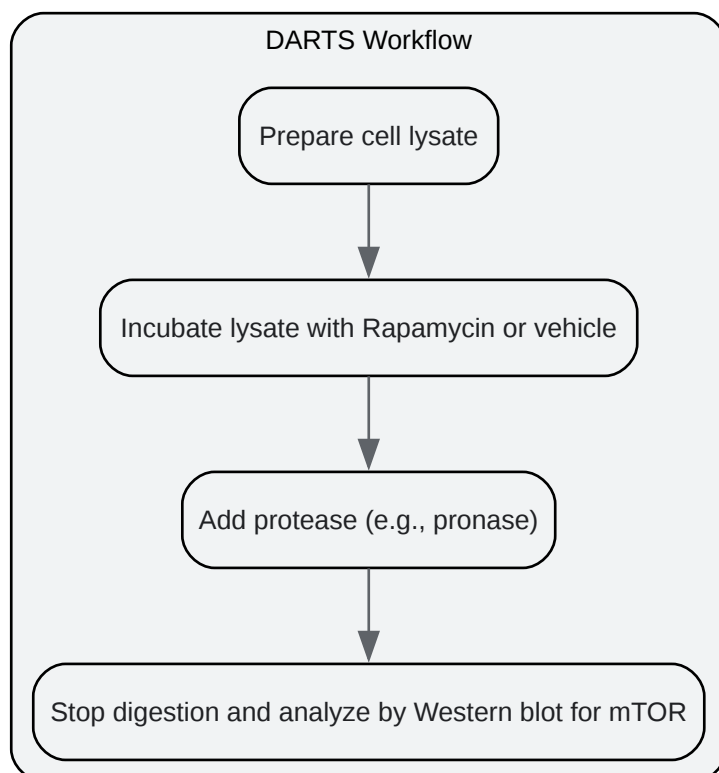 DARTS Workflow
Prepare cell lysate
Incubate lysate with Rapamycin or vehicle
Add protease (e.g., pronase)
Stop digestion and analyze by Western blot for mTOR